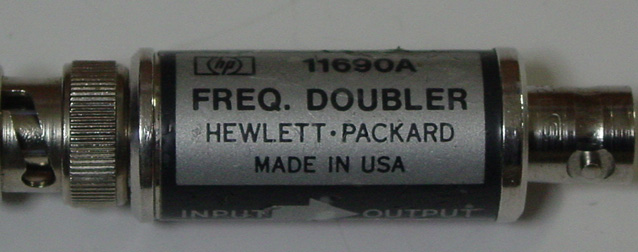 hp 11690A
FREQ. DOUBLER
HEWLETT·PACKARD
MADE IN USA
INPUT OUTPUT